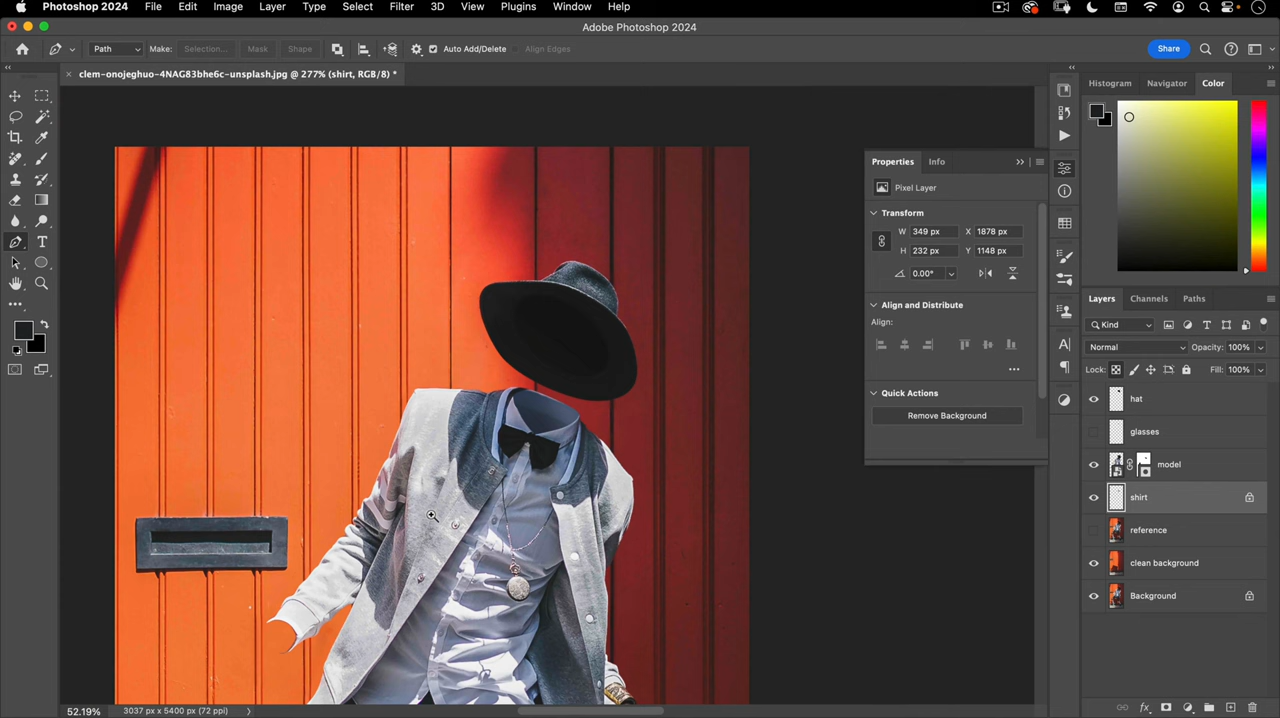 Photoshop 2024 File Edit Image Layer Type Select Filter 3D View Plugins Window Help
Adobe Photoshop 2024
Path Make: Selection... Mask Shape Auto Add/Delete Align Edges Share
clem-onojeghuo-4NAG83bhe6c-unsplash.jpg @ 277% (shirt, RGB/8) *
Histogram Navigator Color
Properties Info
Pixel Layer
Transform
W 349 px X 1878 px
H 232 px Y 1148 px
0.00°
Align and Distribute
Align:
Quick Actions
Remove Background
Layers Channels Paths
Kind
Normal Opacity: 100%
Lock: Fill: 100%
hat
glasses
model
shirt
reference
clean background
Background
52.19% 3037 px x 5400 px (72 ppi)